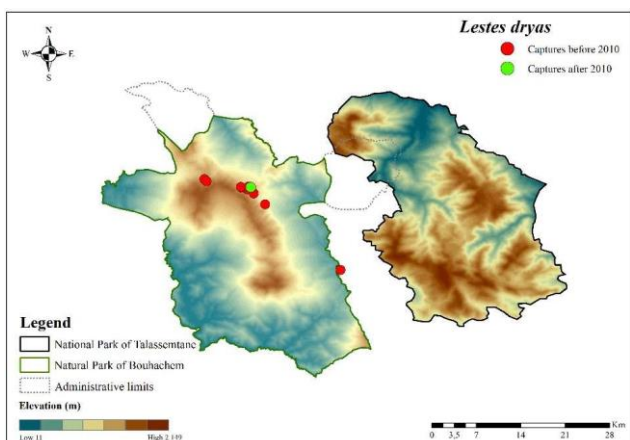 Lestes dryas
N
W E
S
Captures before 2010
Captures after 2010
Legend
National Park of Talassemtane
Natural Park of Bouhachem
Administrative limits
Elevation (m)
Low 11 High 2 149
Km
0 3,5 7 14 21 28